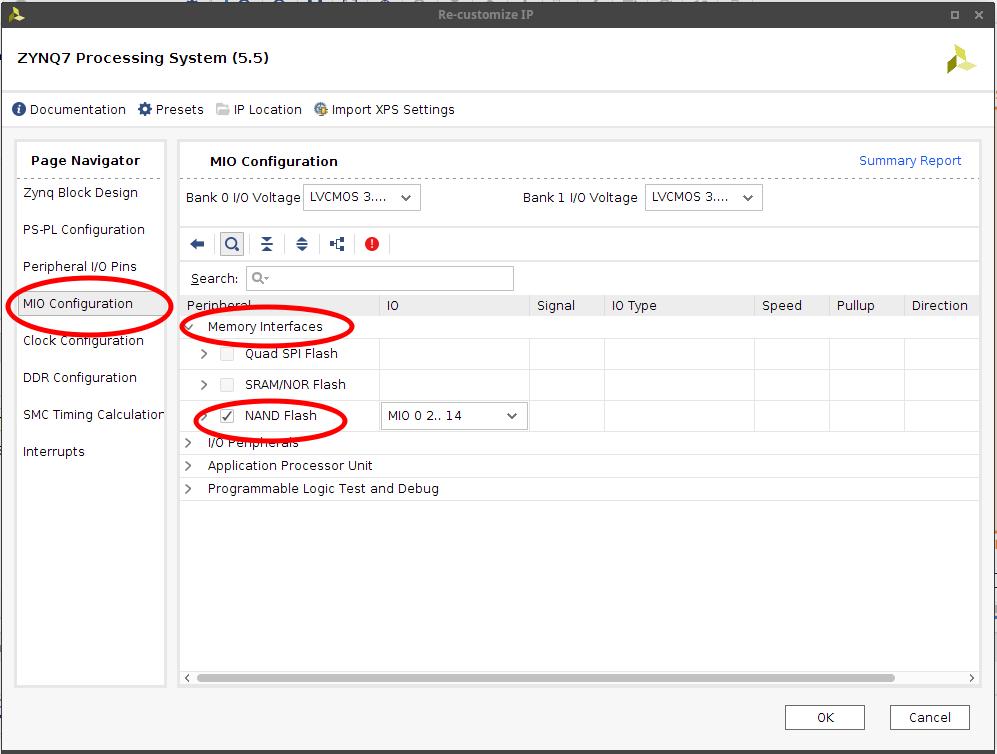 Re-customize IP
ZYNQ7 Processing System (5.5)
Documentation Presets IP Location Import XPS Settings
Page Navigator
Zynq Block Design
PS-PL Configuration
Peripheral I/O Pins
MIO Configuration
Clock Configuration
DDR Configuration
SMC Timing Calculation
Interrupts
MIO Configuration
Summary Report
Bank 0 I/O Voltage LVCMOS 3.... Bank 1 I/O Voltage LVCMOS 3....
Search:
Peripheral IO Signal IO Type Speed Pullup Direction
Memory Interfaces
Quad SPI Flash
SRAM/NOR Flash
NAND Flash MIO 0 2.. 14
I/O Peripherals
Application Processor Unit
Programmable Logic Test and Debug
OK Cancel